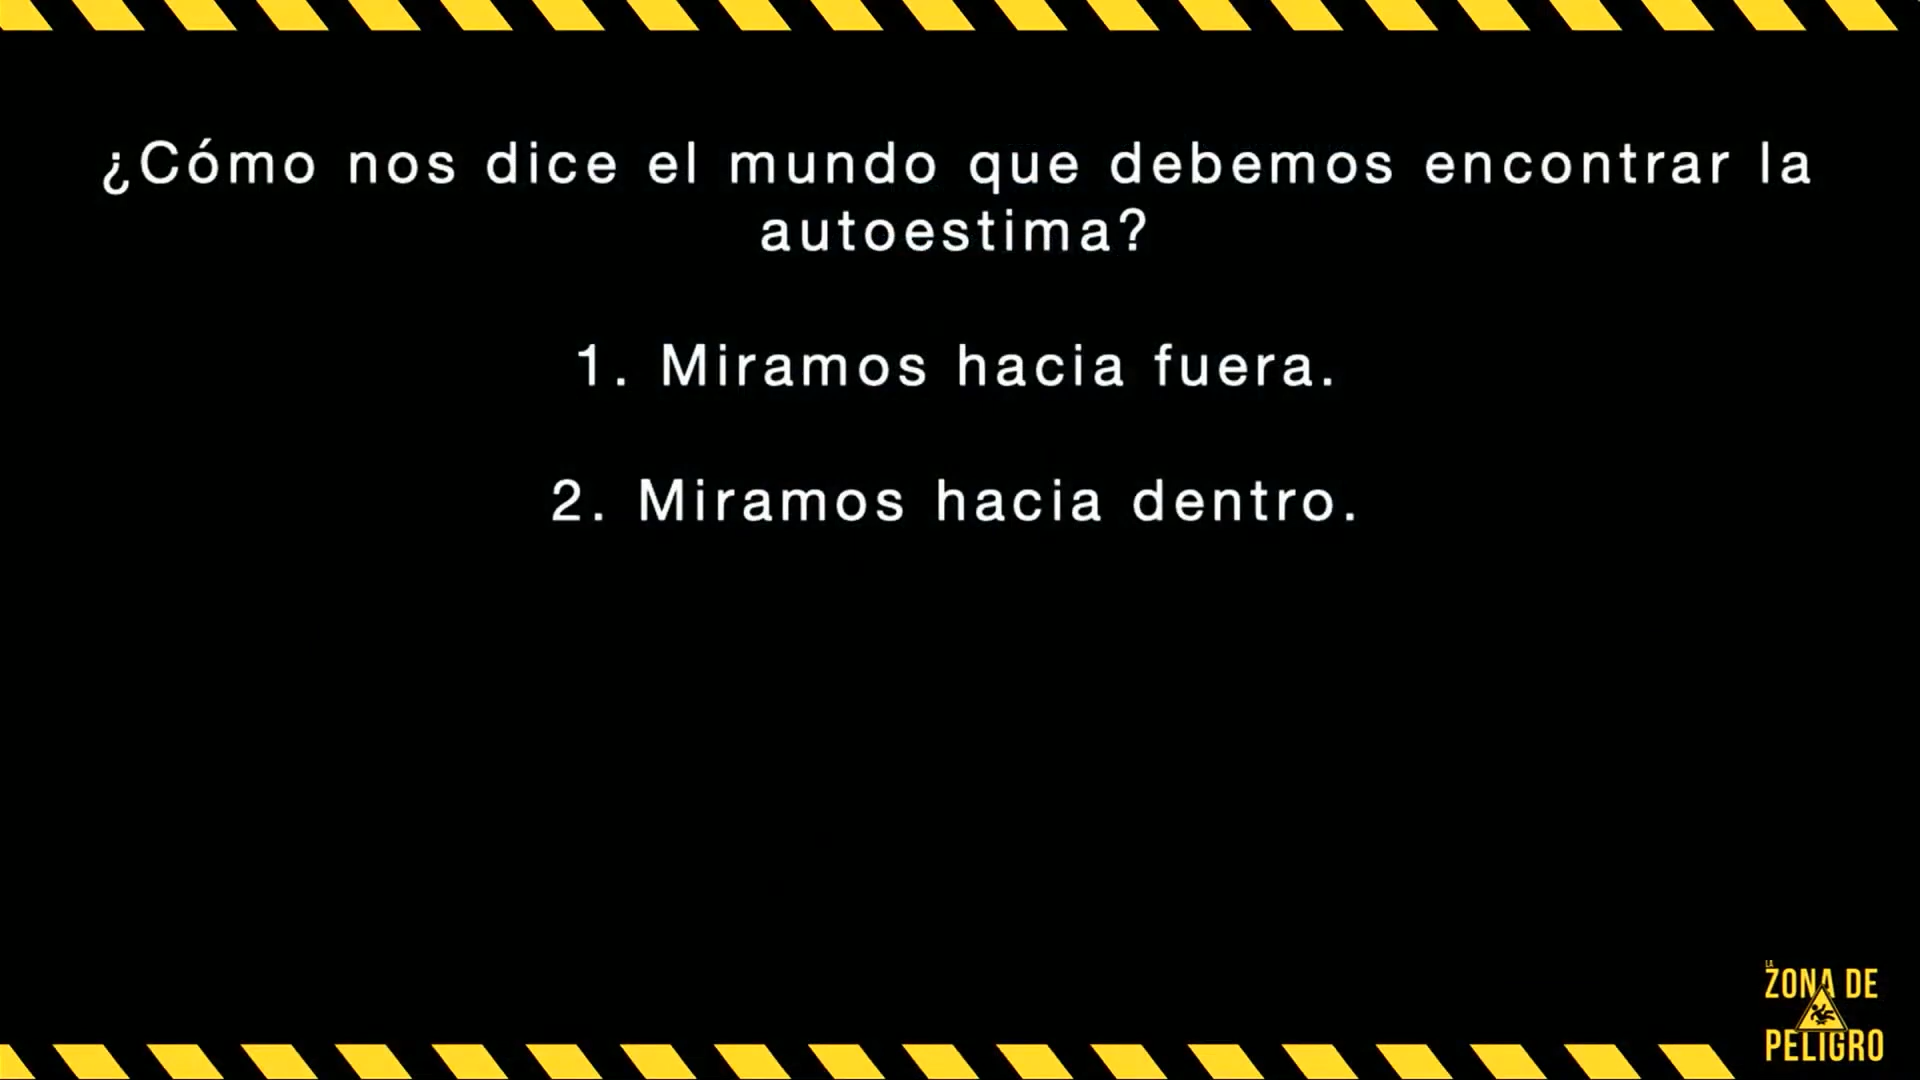 ¿Cómo nos dice el mundo que debemos encontrar la
autoestima?
1. Miramos hacia fuera.
2. Miramos hacia dentro.
LA
ZONA DE
PELIGRO